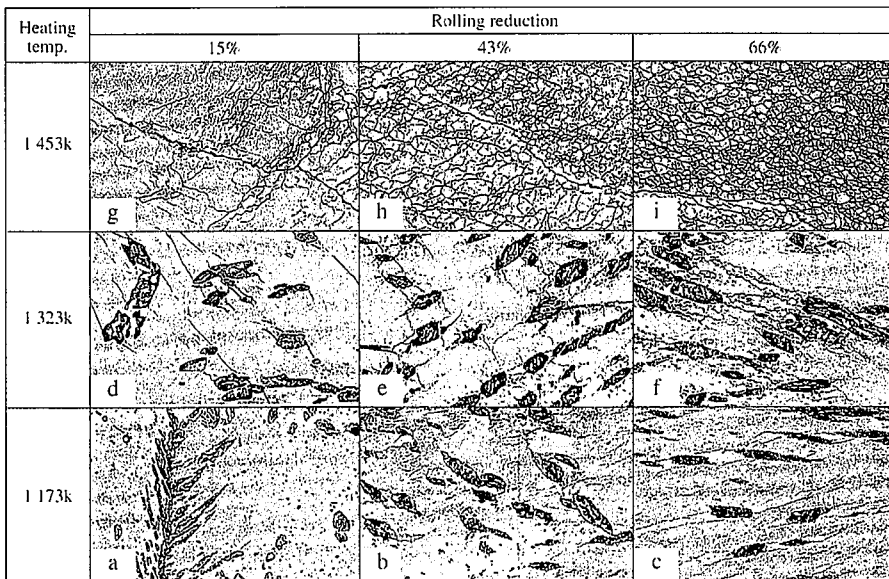 Heating temp.
Rolling reduction
15%
43%
66%
1 453k
g
h
i
1 323k
d
e
f
1 173k
a
b
c